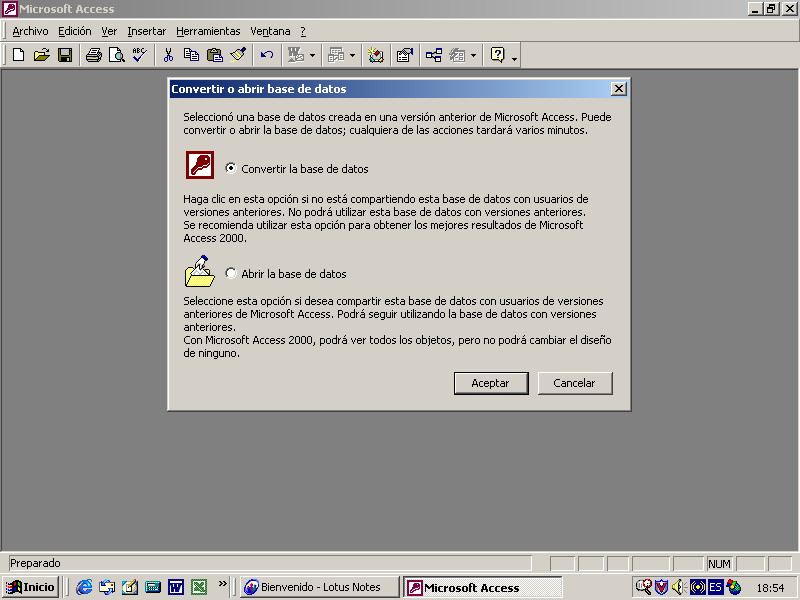 Microsoft Access
Archivo Edición Ver Insertar Herramientas Ventana ?
Convertir o abrir base de datos
Seleccionó una base de datos creada en una versión anterior de Microsoft Access. Puede
convertir o abrir la base de datos; cualquiera de las acciones tardará varios minutos.
Convertir la base de datos
Haga clic en esta opción si no está compartiendo esta base de datos con usuarios de
versiones anteriores. No podrá utilizar esta base de datos con versiones anteriores.
Se recomienda utilizar esta opción para obtener los mejores resultados de Microsoft
Access 2000.
Abrir la base de datos
Seleccione esta opción si desea compartir esta base de datos con usuarios de versiones
anteriores de Microsoft Access. Podrá seguir utilizando la base de datos con versiones
anteriores.
Con Microsoft Access 2000, podrá ver todos los objetos, pero no podrá cambiar el diseño
de ninguno.
Aceptar Cancelar
Preparado NUM
Inicio » Bienvenido - Lotus Notes Microsoft Access ES 18:54